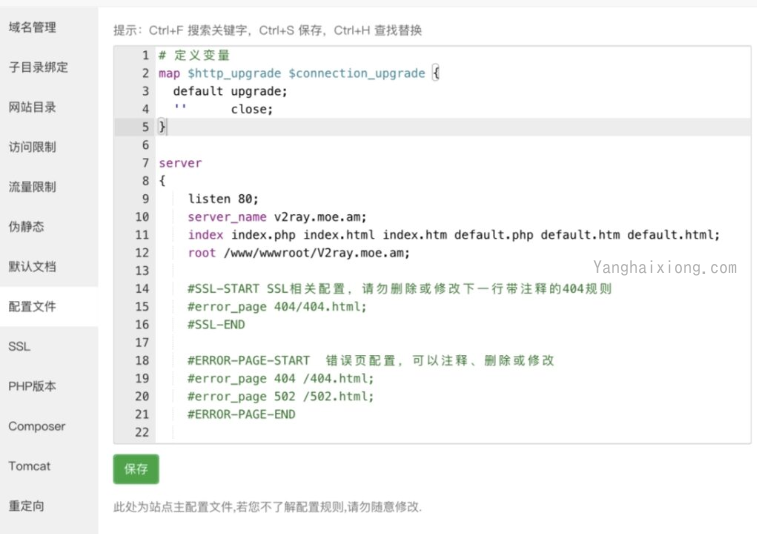 域名管理
子目录绑定
网站目录
访问限制
流量限制
伪静态
默认文档
配置文件
SSL
PHP版本
Composer
Tomcat
重定向
提示：Ctrl+F 搜索关键字，Ctrl+S 保存，Ctrl+H 查找替换
1 # 定义变量
2 map $http_upgrade $connection_upgrade {
3   default upgrade;
4   ''      close;
5 }
6
7 server
8 {
9     listen 80;
10     server_name v2ray.moe.am;
11     index index.php index.html index.htm default.php default.htm default.html;
12     root /www/wwwroot/V2ray.moe.am;
Yanghaixiong.com
13
14     #SSL-START SSL相关配置，请勿删除或修改下一行带注释的404规则
15     #error_page 404/404.html;
16     #SSL-END
17
18     #ERROR-PAGE-START  错误页配置，可以注释、删除或修改
19     #error_page 404 /404.html;
20     #error_page 502 /502.html;
21     #ERROR-PAGE-END
22
保存
此处为站点主配置文件,若您不了解配置规则,请勿随意修改.